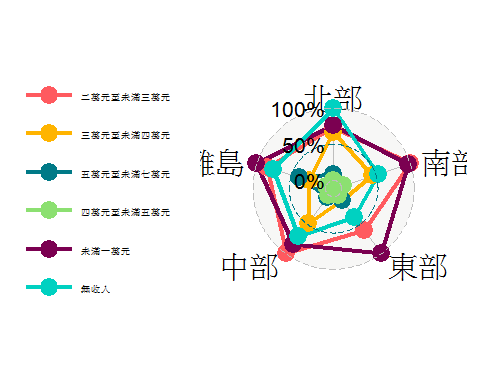 二萬元至未滿三萬元
三萬元至未滿四萬元
五萬元至未滿七萬元
四萬元至未滿五萬元
未滿一萬元
無收入
北部
100%
50%
0%
離島
南部
中部
東部